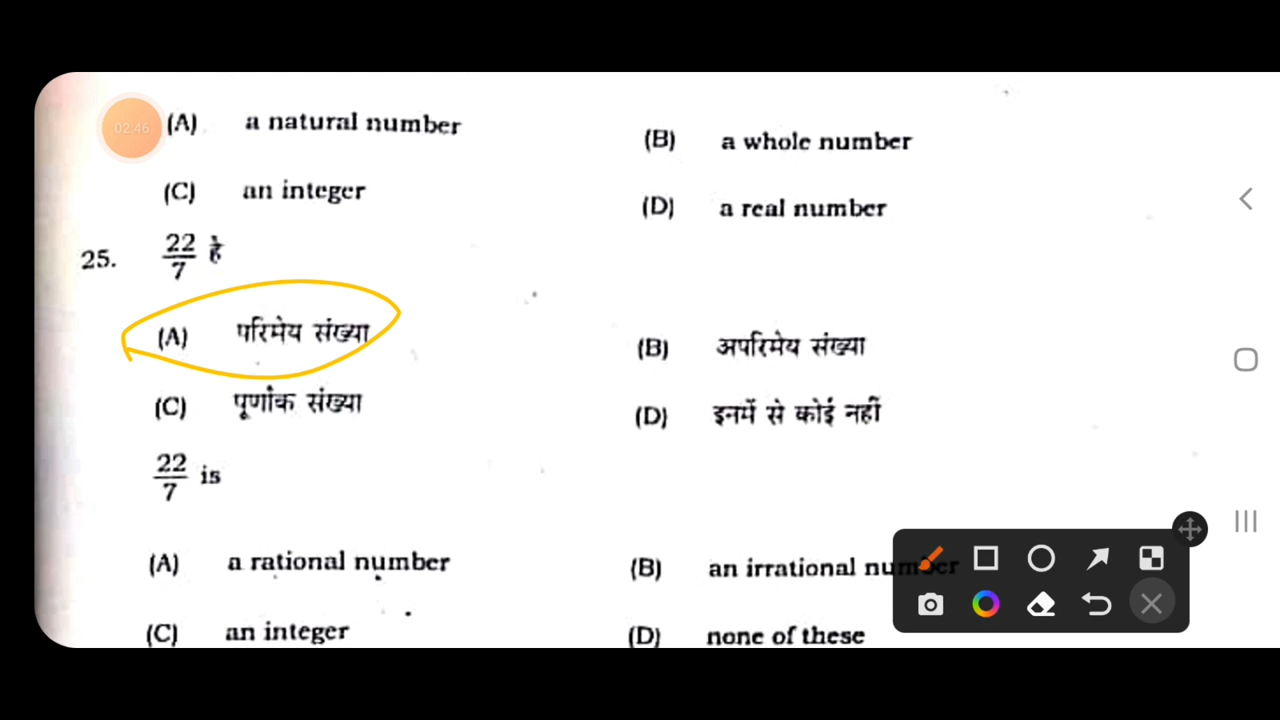 02:46
(A) a natural number (B) a whole number
(C) an integer (D) a real number
25. 22/7 है
(A) परिमेय संख्या (B) अपरिमेय संख्या
(C) पूर्णांक संख्या (D) इनमें से कोई नहीं
22/7 is
(A) a rational number (B) an irrational number
(C) an integer (D) none of these